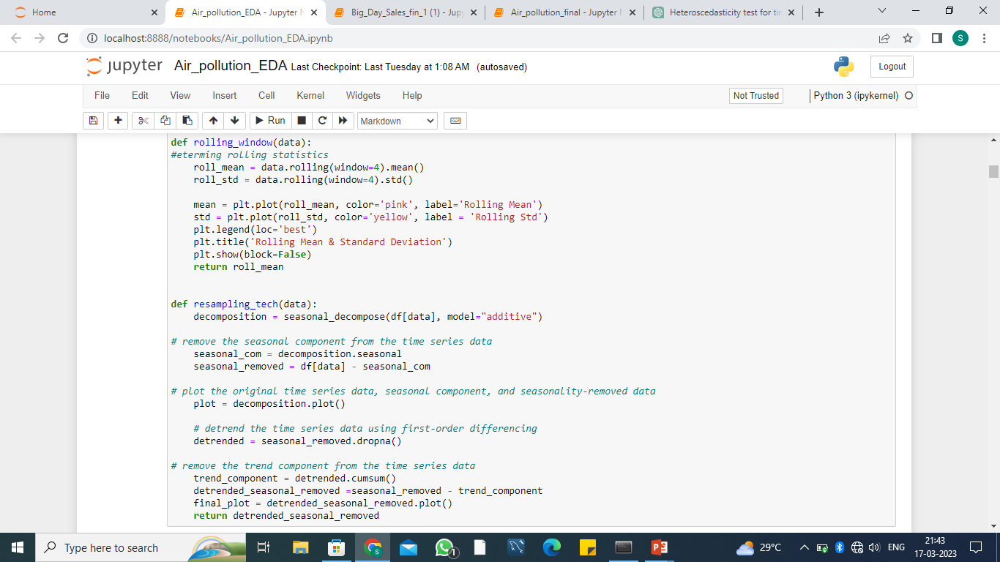 Home
Air_pollution_EDA - Jupyter N
Big_Day_Sales_fin_1 (1) - Jupy
Air_pollution_final - Jupyter
Heteroscedasticity test for tim
localhost:8888/notebooks/Air_pollution_EDA.ipynb
S
jupyter Air_pollution_EDA Last Checkpoint: Last Tuesday at 1:08 AM (autosaved)
Logout
File Edit View Insert Cell Kernel Widgets Help
Not Trusted
Python 3 (ipykernel)
Run
Markdown
def rolling_window(data):
#eterming rolling statistics
    roll_mean = data.rolling(window=4).mean()
    roll_std = data.rolling(window=4).std()
    mean = plt.plot(roll_mean, color='pink', label='Rolling Mean')
    std = plt.plot(roll_std, color='yellow', label = 'Rolling Std')
    plt.legend(loc='best')
    plt.title('Rolling Mean & Standard Deviation')
    plt.show(block=False)
    return roll_mean
def resampling_tech(data):
    decomposition = seasonal_decompose(df[data], model="additive")
# remove the seasonal component from the time series data
    seasonal_com = decomposition.seasonal
    seasonal_removed = df[data] - seasonal_com
# plot the original time series data, seasonal component, and seasonality-removed data
    plot = decomposition.plot()
    # detrend the time series data using first-order differencing
    detrended = seasonal_removed.dropna()
# remove the trend component from the time series data
    trend_component = detrended.cumsum()
    detrended_seasonal_removed =seasonal_removed - trend_component
    final_plot = detrended_seasonal_removed.plot()
    return detrended_seasonal_removed
Type here to search
S
1
29°C
ENG
21:43
17-03-2023